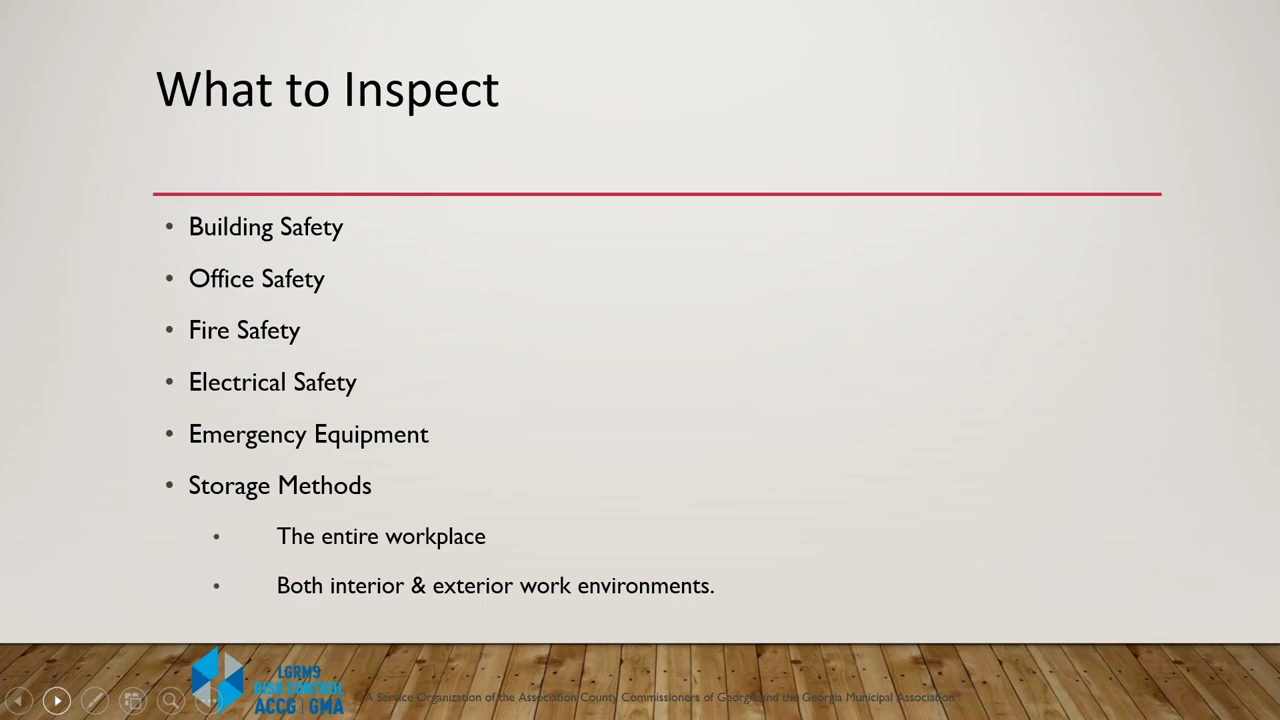 What to Inspect
• Building Safety
• Office Safety
• Fire Safety
• Electrical Safety
• Emergency Equipment
• Storage Methods
• The entire workplace
• Both interior & exterior work environments.
LGRMS
RISK CONTROL
ACCG | GMA
A Service Organization of the Association County Commissioners of Georgia and the Georgia Municipal Association